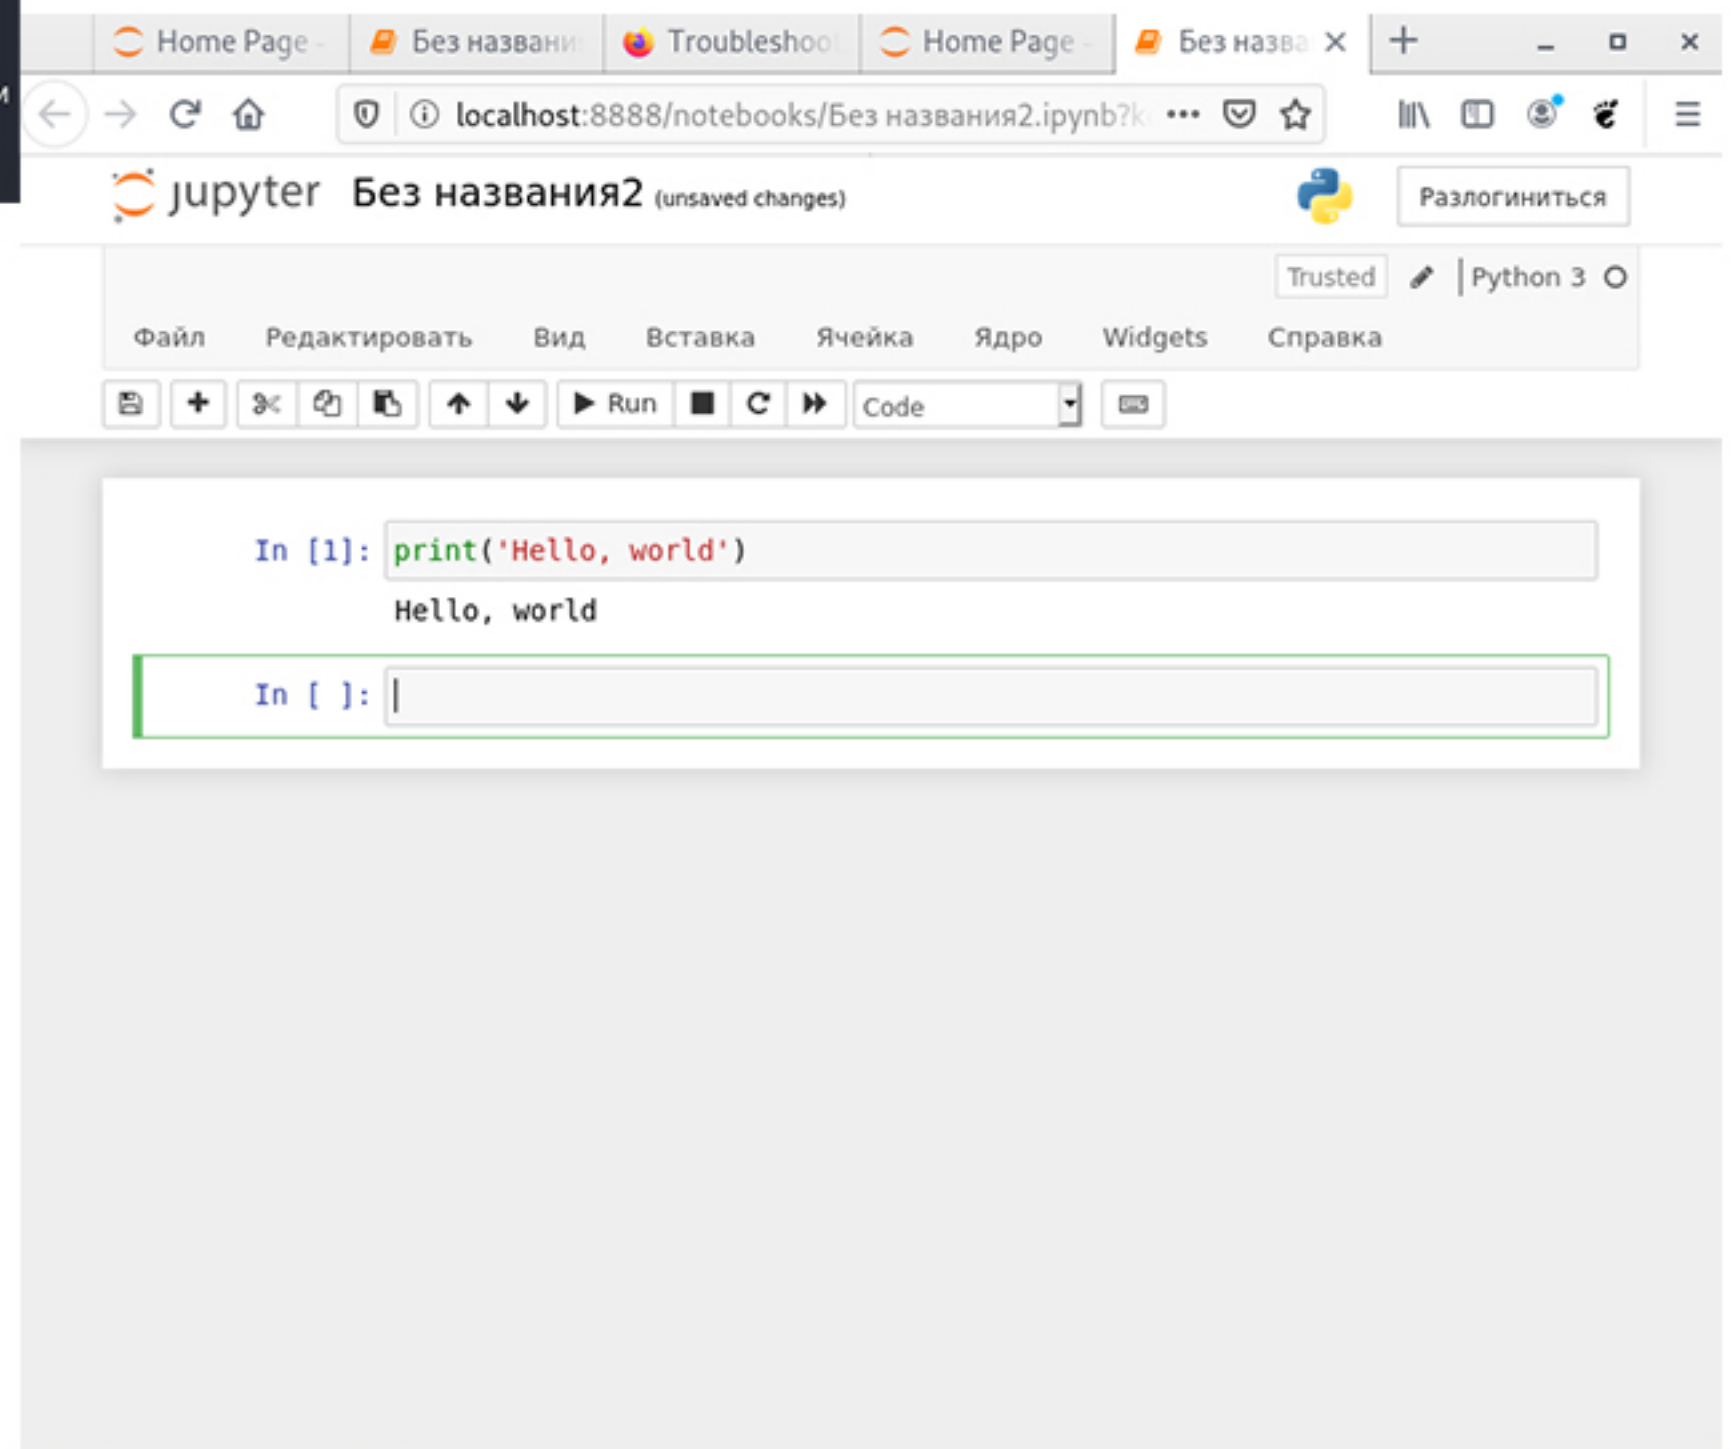 Home Page -
Без названи
Troubleshoo
Home Page -
Без назва
и
localhost:8888/notebooks/Без названия2.ipynb?k
jupyter Без названия2 (unsaved changes)
Разлогиниться
Trusted
Python 3
Файл Редактировать Вид Вставка Ячейка Ядро Widgets Справка
Run
Code
In [1]: print('Hello, world')
Hello, world
In [ ]: